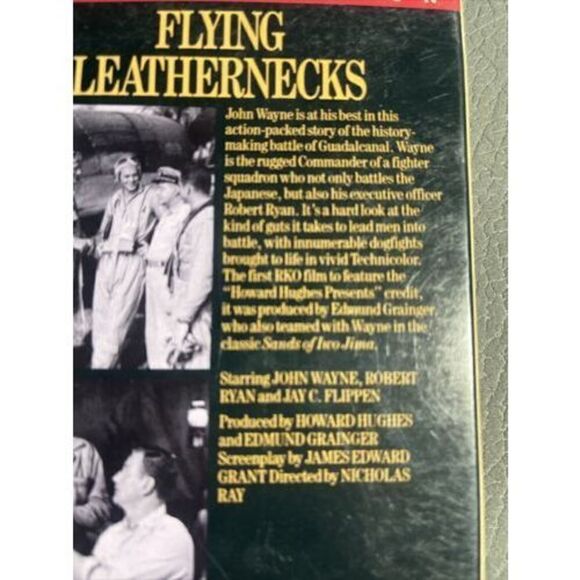 FLYING
LEATHERNECKS
John Wayne is at his best in this
action-packed story of the history-
making battle of Guadalcanal. Wayne
is the rugged Commander of a fighter
squadron who not only battles the
Japanese, but also his executive officer
Robert Ryan. It's a hard look at the
kind of guts it takes to lead men into
battle, with innumerable dogfights
brought to life in vivid Technicolor.
The first RKO film to feature the
"Howard Hughes Presents" credit,
it was produced by Edmund Grainger,
who also teamed with Wayne in the
classic Sands of Iwo Jima.
Starring JOHN WAYNE, ROBERT
RYAN and JAY C. FLIPPEN
Produced by HOWARD HUGHES
and EDMUND GRAINGER
Screenplay by JAMES EDWARD
GRANT Directed by NICHOLAS
RAY